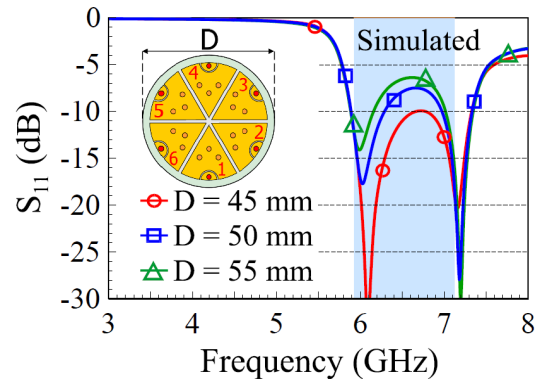 0
-5
-10
-15
-20
-25
-30
S11 (dB)
D
Simulated
4
3
5
2
6
1
D = 45 mm
D = 50 mm
D = 55 mm
3 4 5 6 7 8
Frequency (GHz)